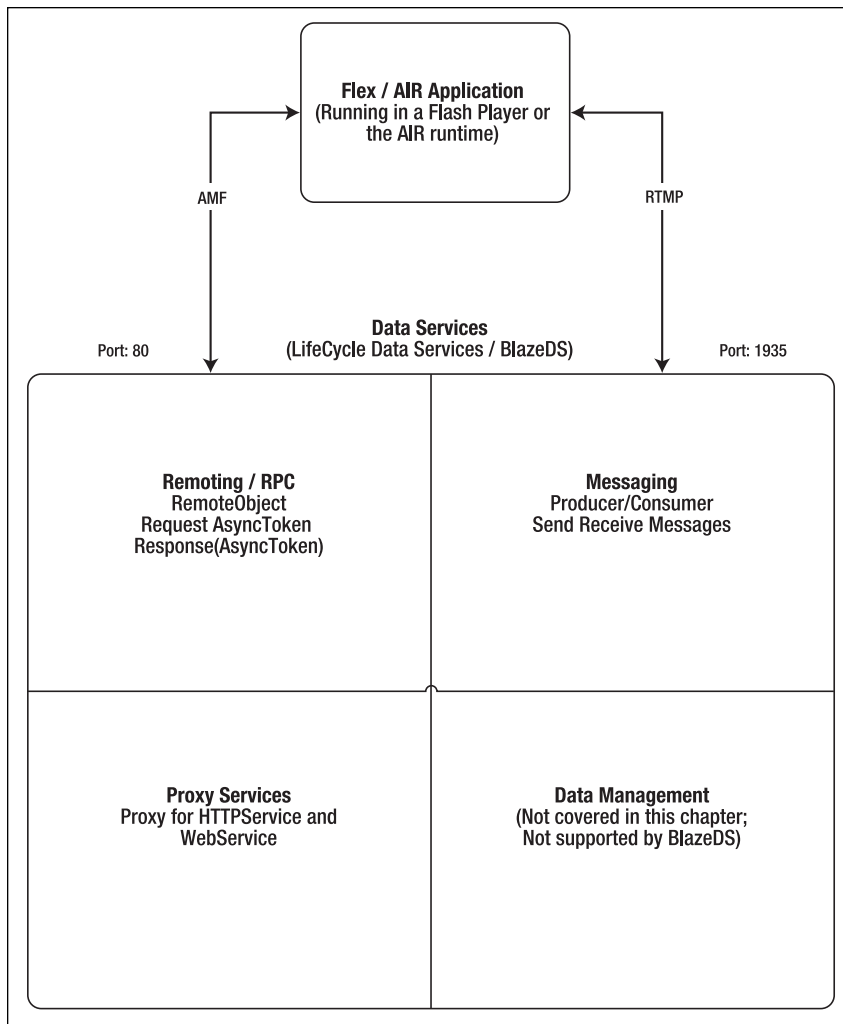 Flex / AIR Application
(Running in a Flash Player or
the AIR runtime)
AMF
RTMP
Data Services
(LifeCycle Data Services / BlazeDS)
Port: 80
Port: 1935
Remoting / RPC
RemoteObject
Request AsyncToken
Response(AsyncToken)
Messaging
Producer/Consumer
Send Receive Messages
Proxy Services
Proxy for HTTPService and
WebService
Data Management
(Not covered in this chapter;
Not supported by BlazeDS)